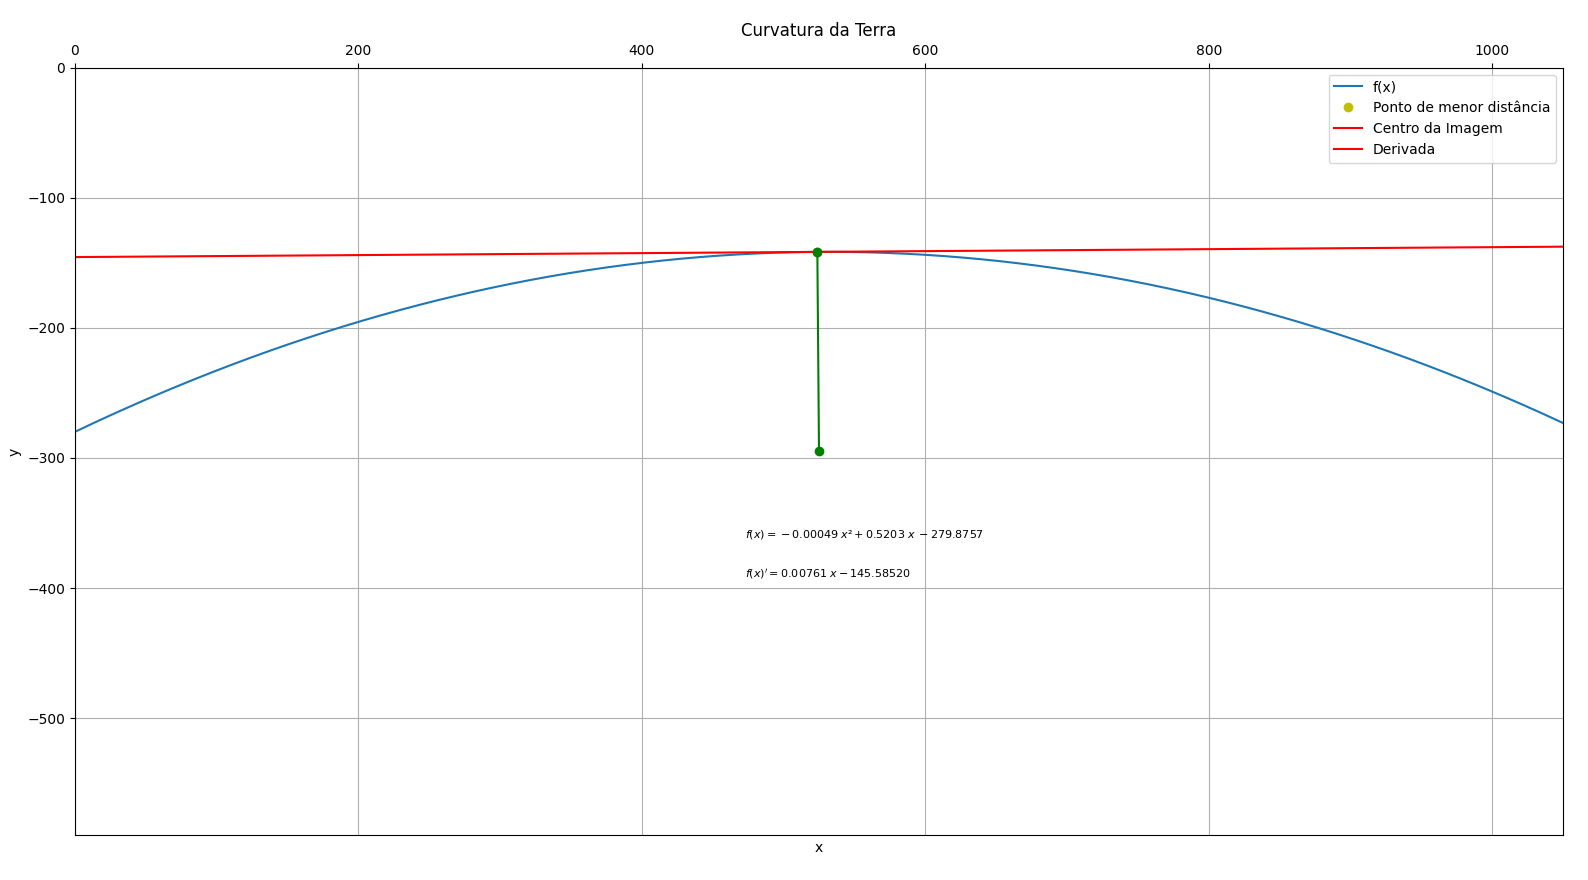 Curvatura da Terra
0 200 400 600 800 1000
0
−100
−200
−300
−400
−500
f(x)
Ponto de menor distância
Centro da Imagem
Derivada
y
f(x) = −0.00049 x² + 0.5203 x − 279.8757
f(x)′ = 0.00761 x − 145.58520
x